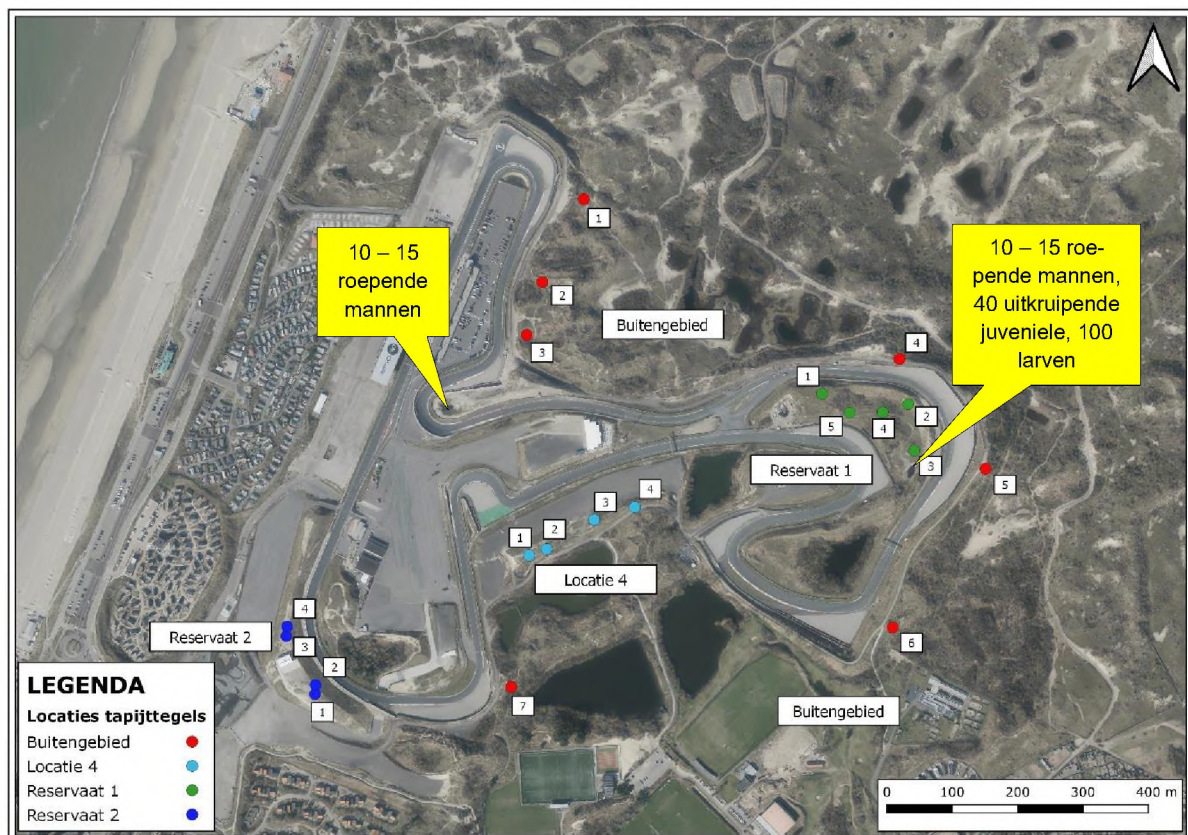 10 – 15
roepende
mannen
10 – 15 roe-
pende mannen,
40 uitkruipende
juveniele, 100
larven
1
2
3
Buitengebied
4
1
2
5
4
3
5
Reservaat 1
4
3
2
1
Locatie 4
4
Reservaat 2
3
2
1
6
7
Buitengebied
LEGENDA
Locaties tapijttegels
Buitengebied
Locatie 4
Reservaat 1
Reservaat 2
0 100 200 300 400 m